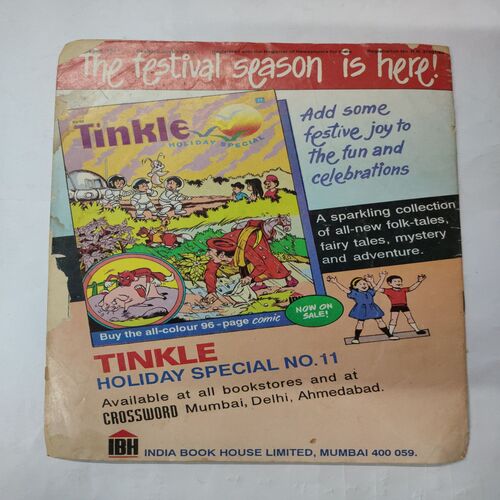 The festival season is here!
Tinkle
HOLIDAY SPECIAL
Add some
festive joy to
the fun and
celebrations
A sparkling collection
of all-new folk-tales,
fairy tales, mystery
and adventure.
NOW ON
SALE!
Buy the all-colour 96-page comic
TINKLE
HOLIDAY SPECIAL NO.11
Available at all bookstores and at
CROSSWORD Mumbai, Delhi, Ahmedabad.
IBH
INDIA BOOK HOUSE LIMITED, MUMBAI 400 059.